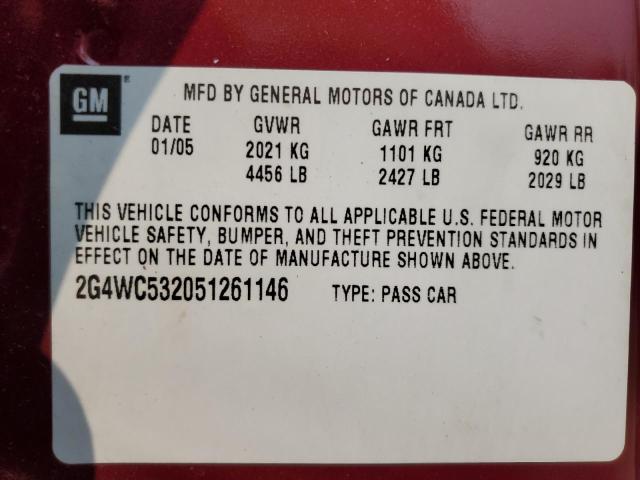 GM ®
MFD BY GENERAL MOTORS OF CANADA LTD.
DATE GVWR GAWR FRT GAWR RR
01/05 2021 KG 1101 KG 920 KG
4456 LB 2427 LB 2029 LB
THIS VEHICLE CONFORMS TO ALL APPLICABLE U.S. FEDERAL MOTOR
VEHICLE SAFETY, BUMPER, AND THEFT PREVENTION STANDARDS IN
EFFECT ON THE DATE OF MANUFACTURE SHOWN ABOVE.
2G4WC532051261146 TYPE: PASS CAR